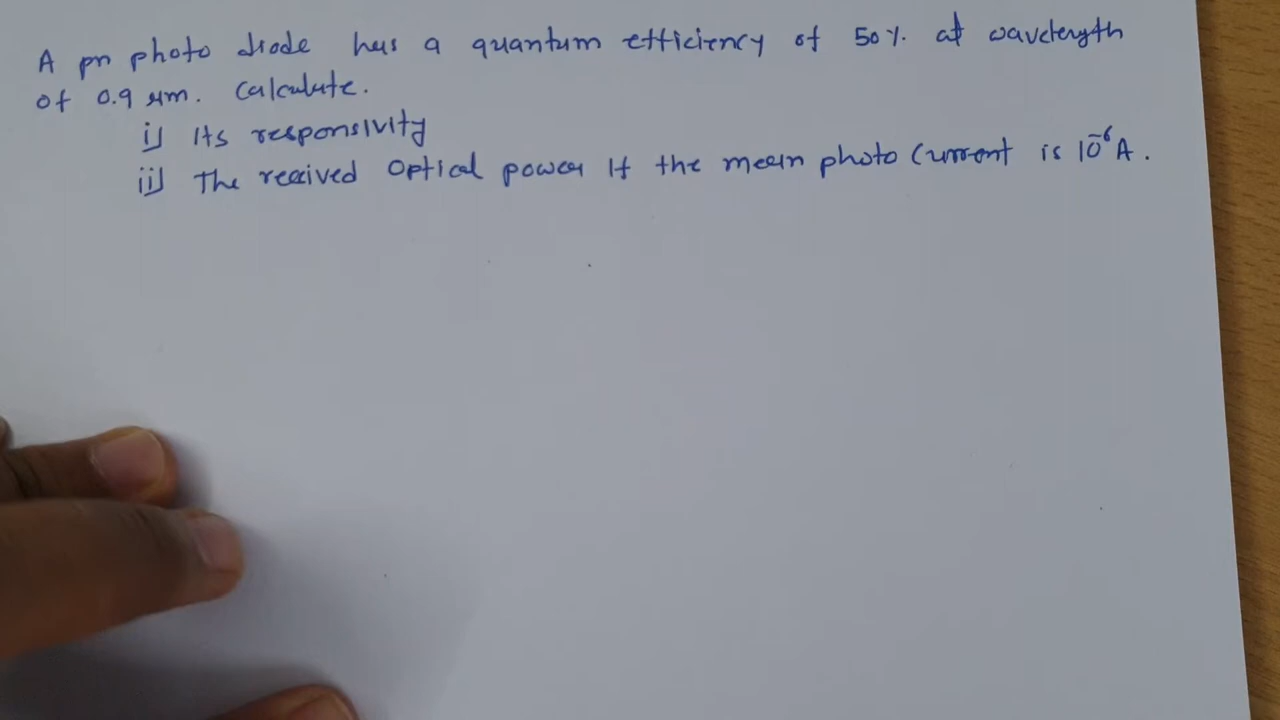 A pn photo diode has a quantum efficiency of 50%. at wavelength
of 0.9 μm. Calculate.
i) Its responsivity
ii) The received Optical power If the mean photo Current is 10⁻⁶A.